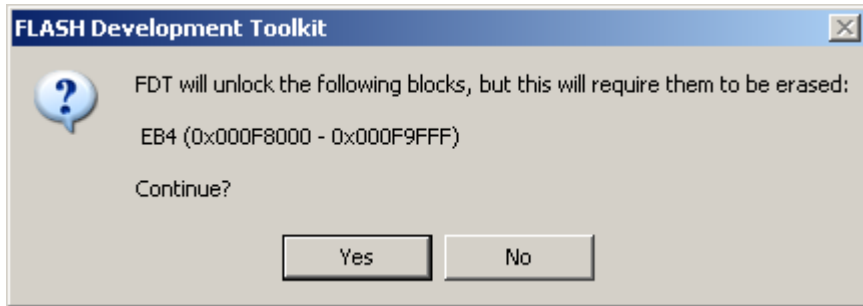 FLASH Development Toolkit
FDT will unlock the following blocks, but this will require them to be erased:
EB4 (0x000F8000 - 0x000F9FFF)
Continue?
Yes No